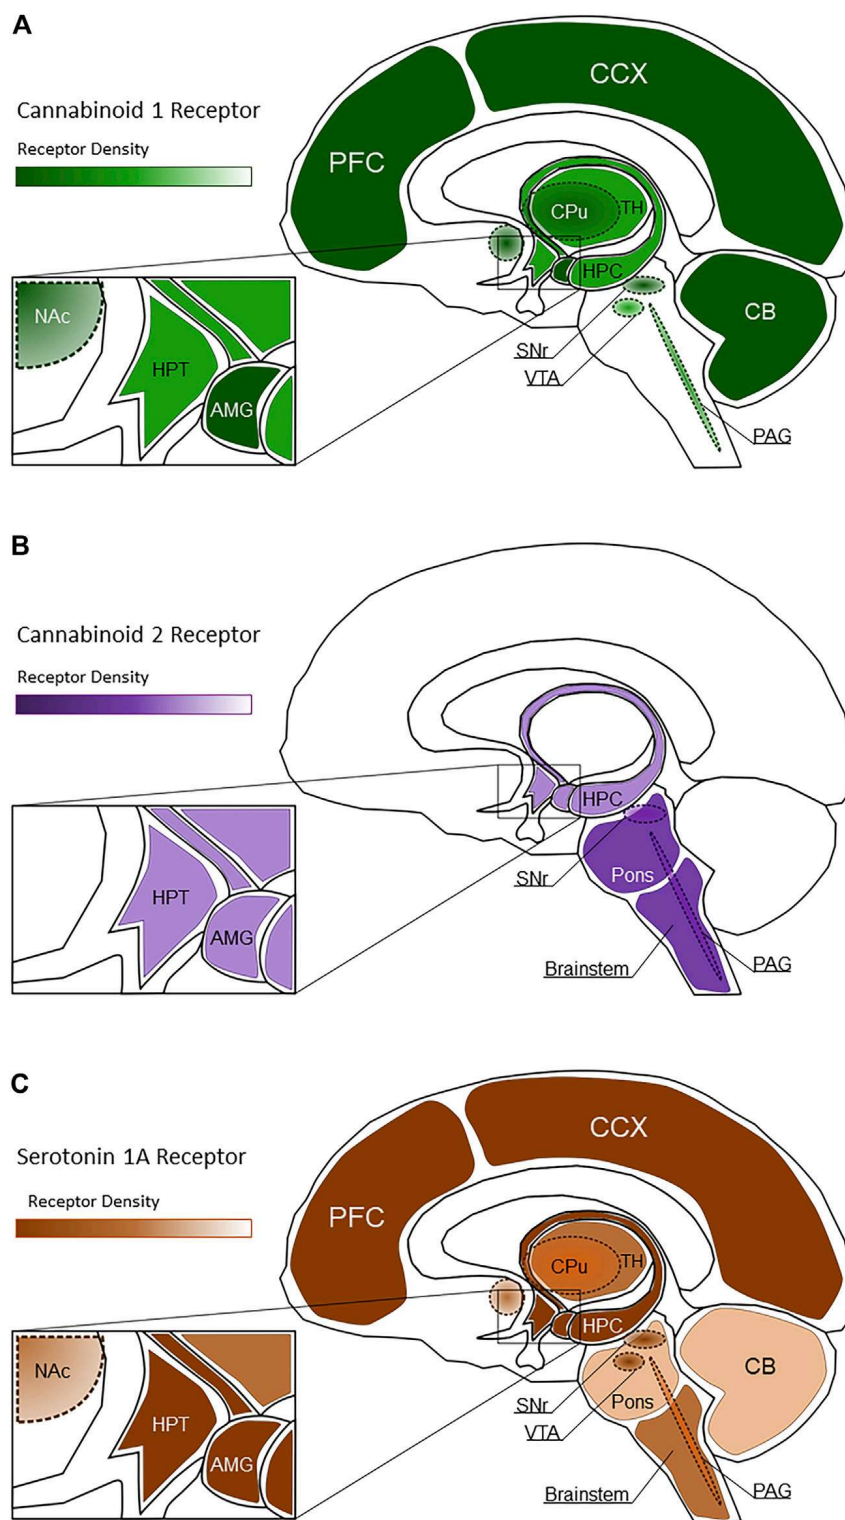 A
Cannabinoid 1 Receptor
Receptor Density
CCX
PFC
CPu
TH
HPC
CB
SNr
VTA
PAG
NAc
HPT
AMG
B
Cannabinoid 2 Receptor
Receptor Density
HPC
SNr
Pons
Brainstem
PAG
HPT
AMG
C
Serotonin 1A Receptor
Receptor Density
CCX
PFC
CPu
TH
HPC
CB
SNr
Pons
VTA
Brainstem
PAG
NAc
HPT
AMG